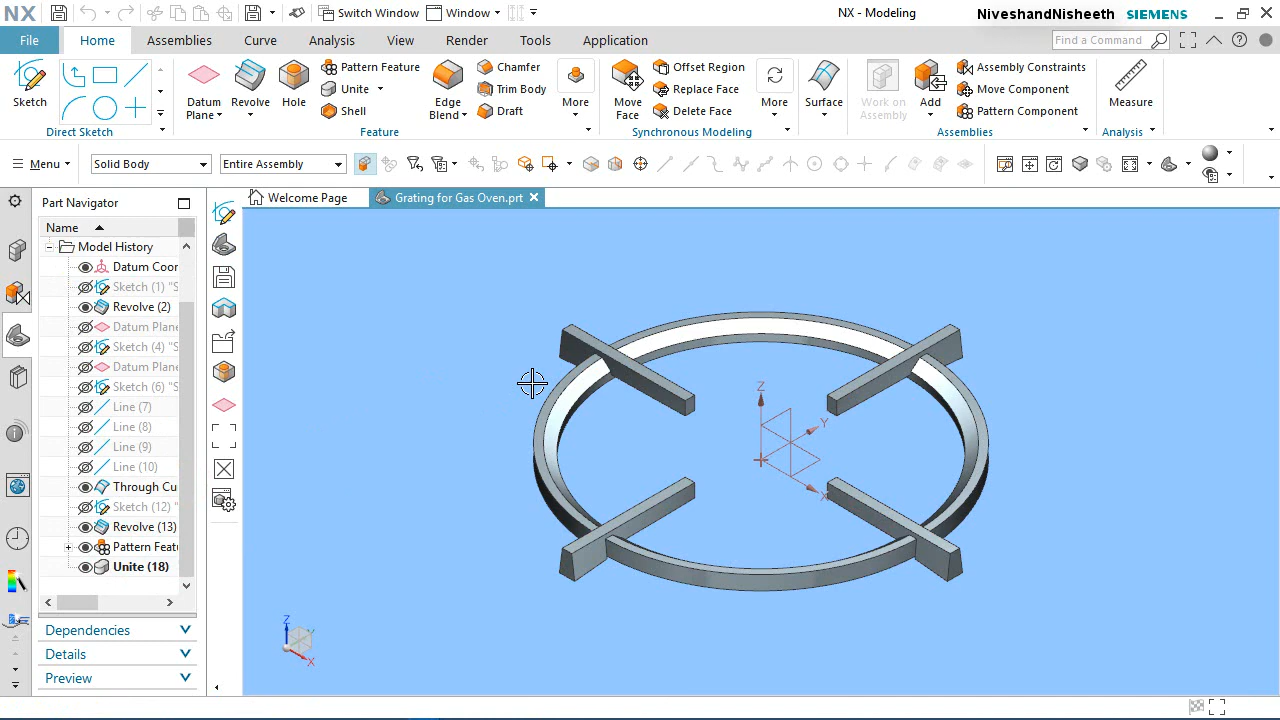 NX Switch Window Window NX - Modeling NiveshandNisheeth SIEMENS
File Home Assemblies Curve Analysis View Render Tools Application Find a Command
Sketch
Direct Sketch
Datum Plane
Revolve
Hole
Pattern Feature
Unite
Shell
Edge Blend
Chamfer
Trim Body
Draft
More
Feature
Move Face
Offset Region
Replace Face
Delete Face
More
Synchronous Modeling
Surface
Work on Assembly
Add
Assembly Constraints
Move Component
Pattern Component
Assemblies
Measure
Analysis
Menu Solid Body Entire Assembly
Part Navigator
Welcome Page Grating for Gas Oven.prt
Name
Model History
Datum Coor
Sketch (1) "S
Revolve (2)
Datum Plane
Sketch (4) "S
Datum Plane
Sketch (6) "S
Line (7)
Line (8)
Line (9)
Line (10)
Through Cu
Sketch (12) "
Revolve (13)
Pattern Featu
Unite (18)
Dependencies
Details
Preview
Z
Y
X
Z
Y
X